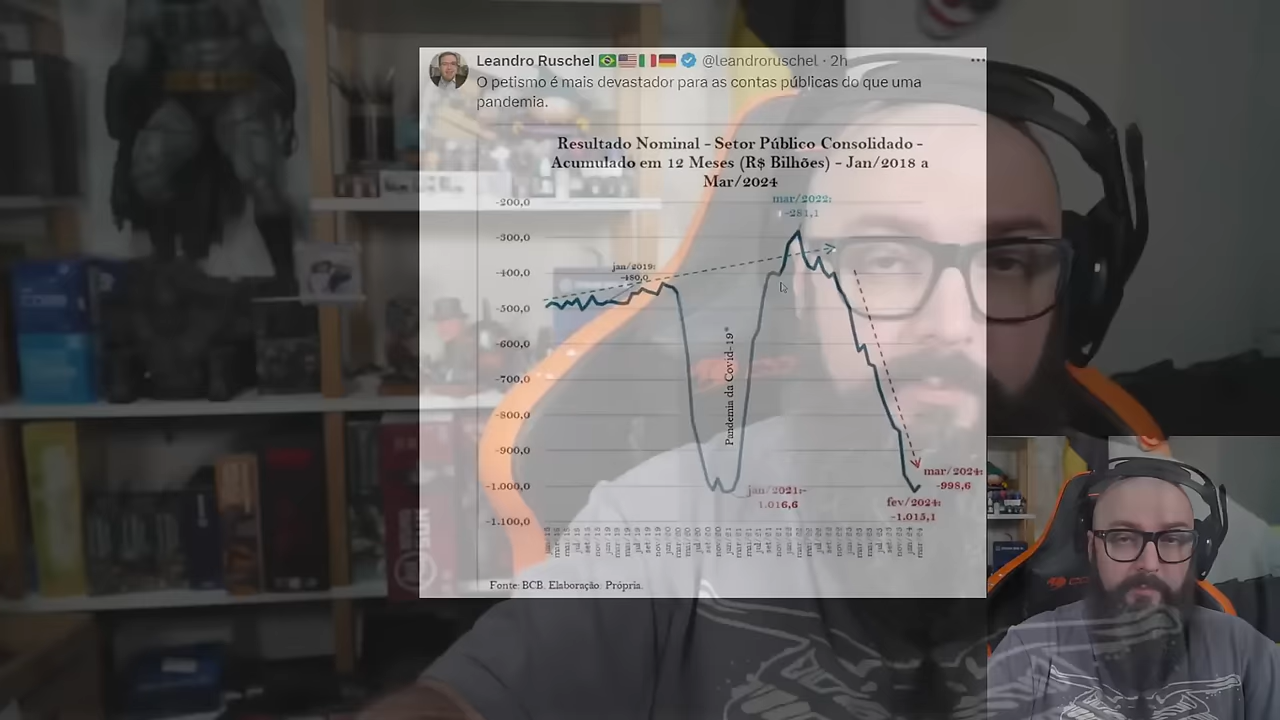 Leandro Ruschel @leandroruschel · 2h
O petismo é mais devastador para as contas públicas do que uma
pandemia.
Resultado Nominal - Setor Público Consolidado -
Acumulado em 12 Meses (R$ Bilhões) - Jan/2018 a
Mar/2024
mar/2022:
-281,1
-200,0
-300,0
jan/2019:
-480,0
-400,0
-500,0
-600,0
-700,0
-800,0
-900,0
-1.000,0
-1.100,0
Pandemia da Covid-19*
jan/2021:-
1.016,6
mar/2024:
-998,6
fev/2024:
-1.015,1
Fonte: BCB. Elaboração: Própria.